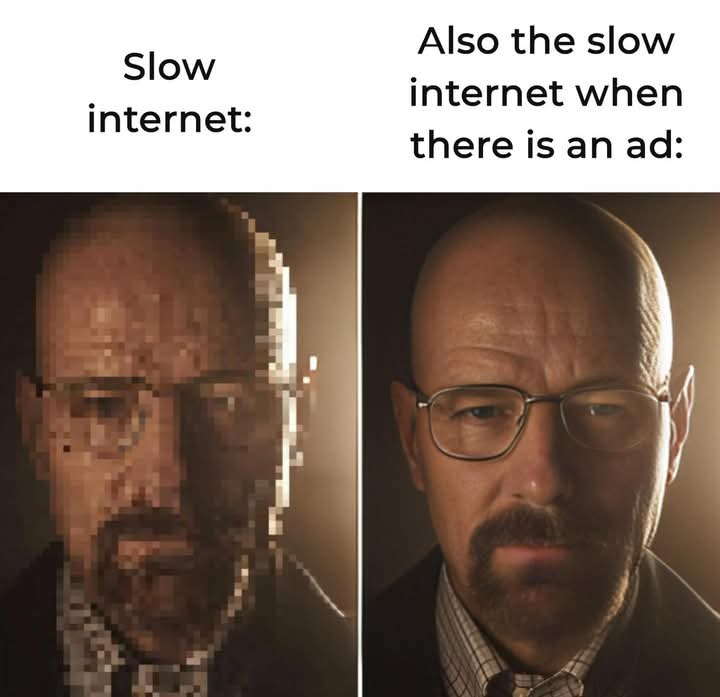 Slow
internet:
Also the slow
internet when
there is an ad: